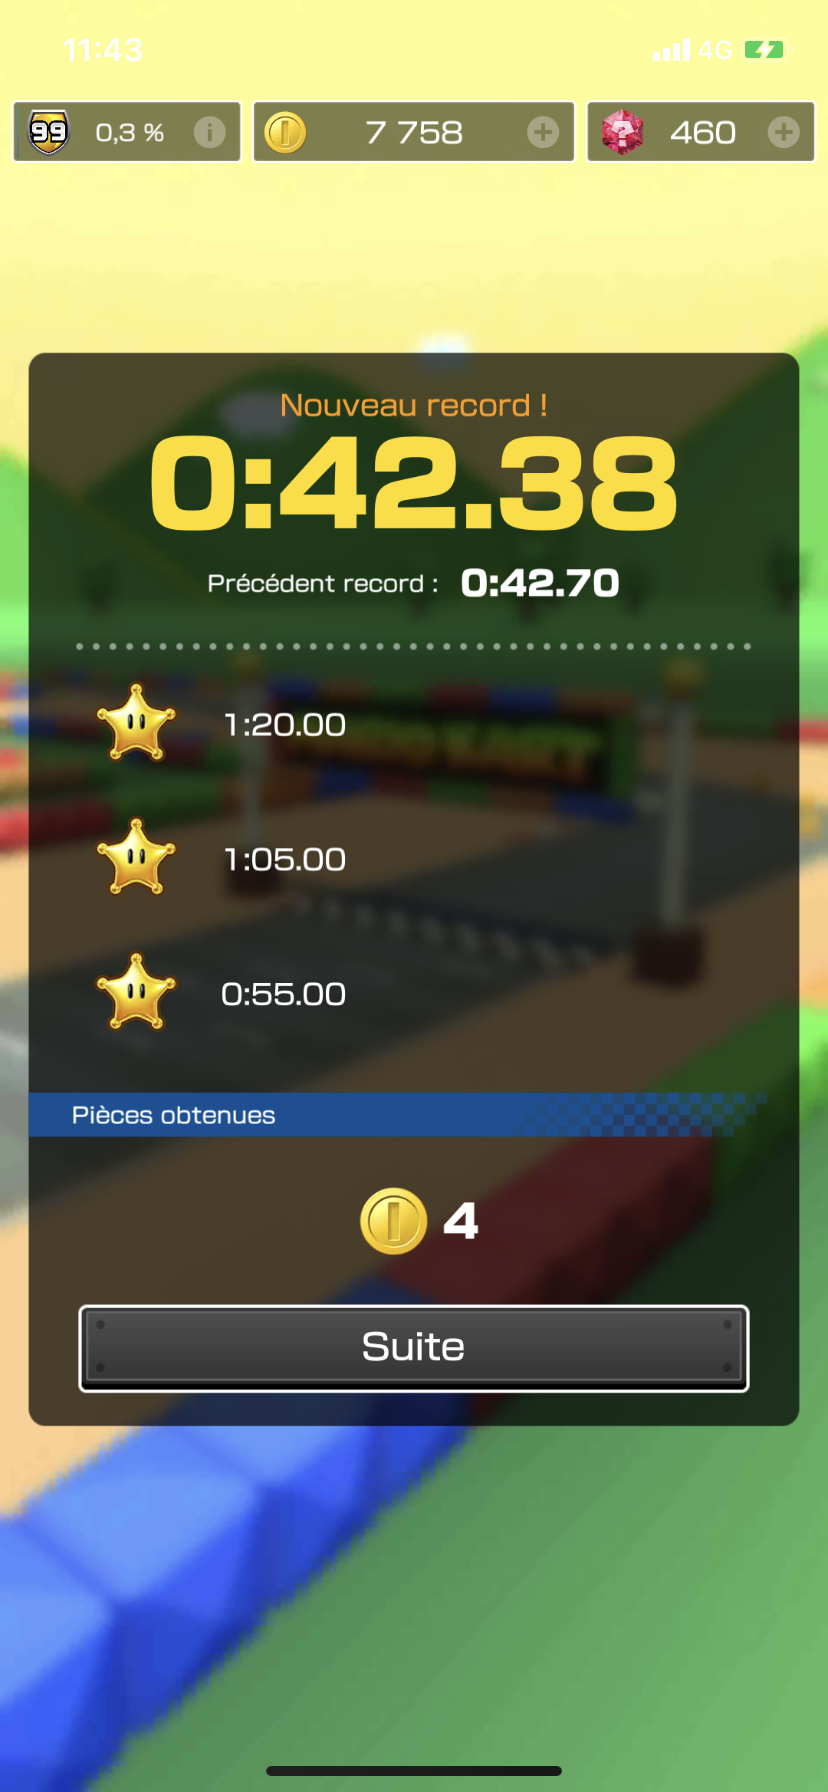 11:43 4G
99 0,3 % i 7 758 + ? 460 +
Nouveau record !
0:42.38
Précédent record : 0:42.70
1:20.00
1:05.00
0:55.00
Pièces obtenues
4
Suite